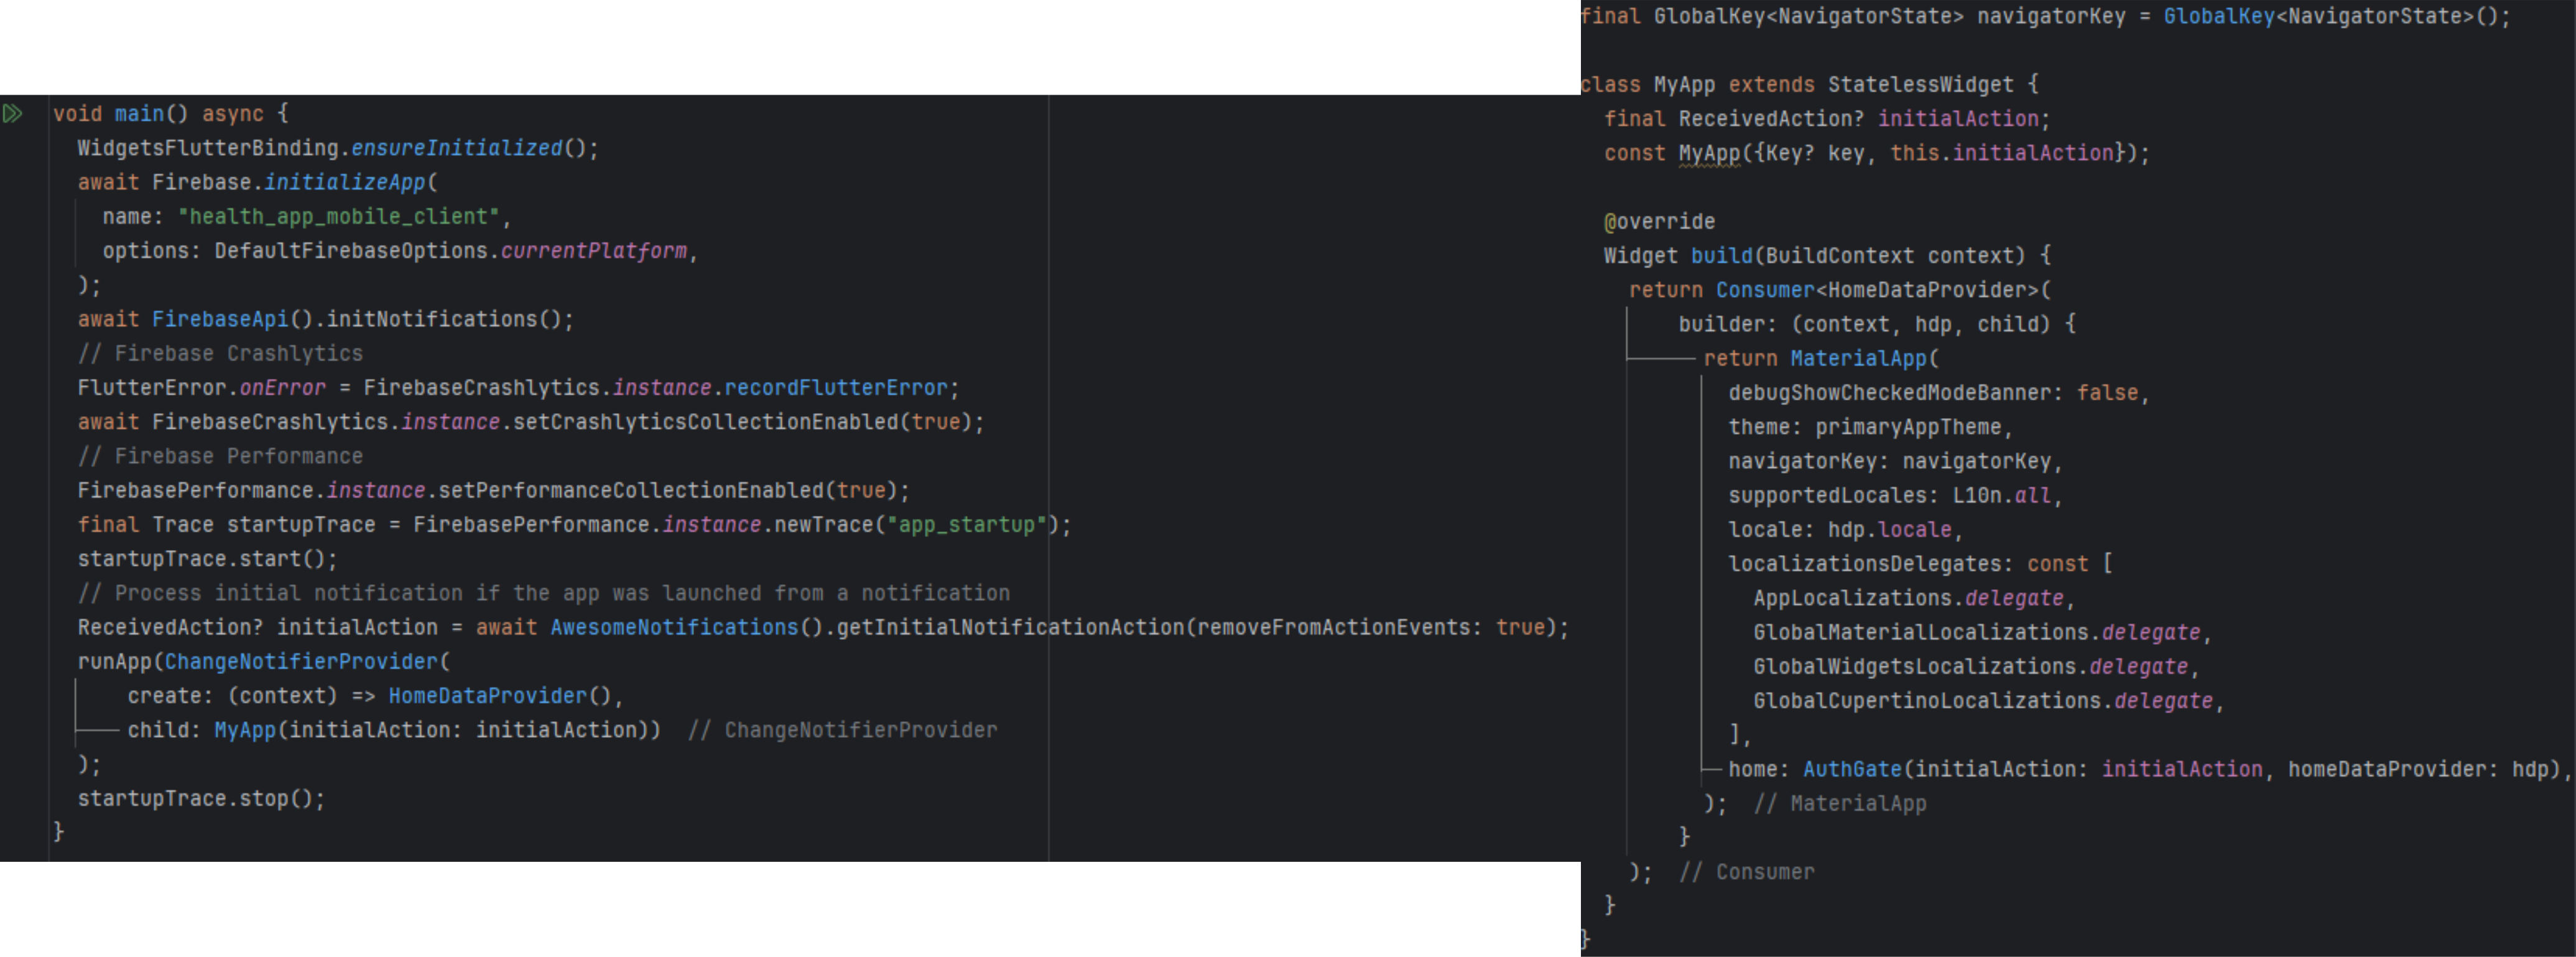 void main() async {
WidgetsFlutterBinding.ensureInitialized();
await Firebase.initializeApp(
name: "health_app_mobile_client",
options: DefaultFirebaseOptions.currentPlatform,
);
await FirebaseApi().initNotifications();
// Firebase Crashlytics
FlutterError.onError = FirebaseCrashlytics.instance.recordFlutterError;
await FirebaseCrashlytics.instance.setCrashlyticsCollectionEnabled(true);
// Firebase Performance
FirebasePerformance.instance.setPerformanceCollectionEnabled(true);
final Trace startupTrace = FirebasePerformance.instance.newTrace("app_startup");
startupTrace.start();
// Process initial notification if the app was launched from a notification
ReceivedAction? initialAction = await AwesomeNotifications().getInitialNotificationAction(removeFromActionEvents: true);
runApp(ChangeNotifierProvider(
create: (context) => HomeDataProvider(),
child: MyApp(initialAction: initialAction)) // ChangeNotifierProvider
);
startupTrace.stop();
}
final GlobalKey<NavigatorState> navigatorKey = GlobalKey<NavigatorState>();
class MyApp extends StatelessWidget {
final ReceivedAction? initialAction;
const MyApp({Key? key, this.initialAction});
@override
Widget build(BuildContext context) {
return Consumer<HomeDataProvider>(
builder: (context, hdp, child) {
return MaterialApp(
debugShowCheckedModeBanner: false,
theme: primaryAppTheme,
navigatorKey: navigatorKey,
supportedLocales: L10n.all,
locale: hdp.locale,
localizationsDelegates: const [
AppLocalizations.delegate,
GlobalMaterialLocalizations.delegate,
GlobalWidgetsLocalizations.delegate,
GlobalCupertinoLocalizations.delegate,
],
home: AuthGate(initialAction: initialAction, homeDataProvider: hdp),
); // MaterialApp
}
); // Consumer
}
}